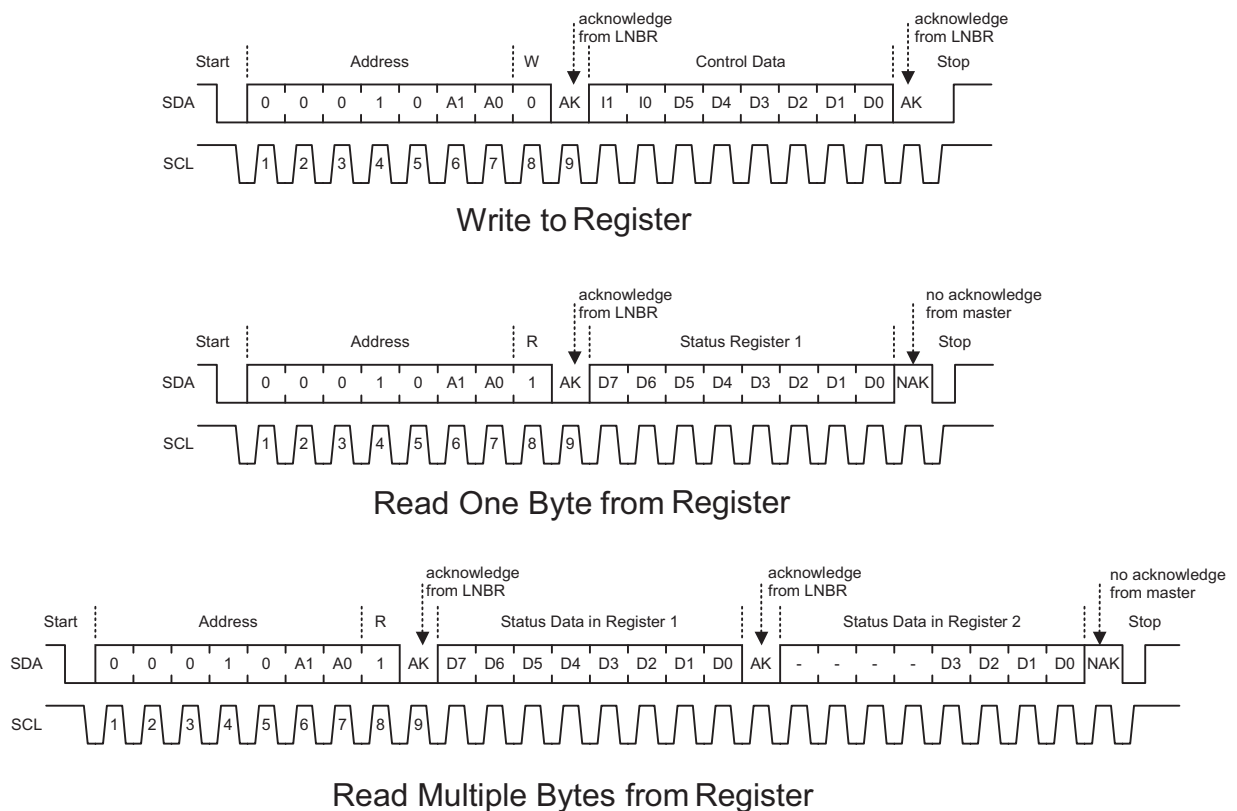 acknowledge
from LNBR
acknowledge
from LNBR
Start Address W Control Data Stop
SDA 0 0 0 1 0 A1 A0 0 AK I1 I0 D5 D4 D3 D2 D1 D0 AK
SCL 1 2 3 4 5 6 7 8 9
Write to Register
acknowledge
from LNBR
no acknowledge
from master
Start Address R Status Register 1 Stop
SDA 0 0 0 1 0 A1 A0 1 AK D7 D6 D5 D4 D3 D2 D1 D0 NAK
SCL 1 2 3 4 5 6 7 8 9
Read One Byte from Register
acknowledge
from LNBR
acknowledge
from LNBR
no acknowledge
from master
Start Address R Status Data in Register 1 Status Data in Register 2 Stop
SDA 0 0 0 1 0 A1 A0 1 AK D7 D6 D5 D4 D3 D2 D1 D0 AK - - - - D3 D2 D1 D0 NAK
SCL 1 2 3 4 5 6 7 8 9
Read Multiple Bytes from Register